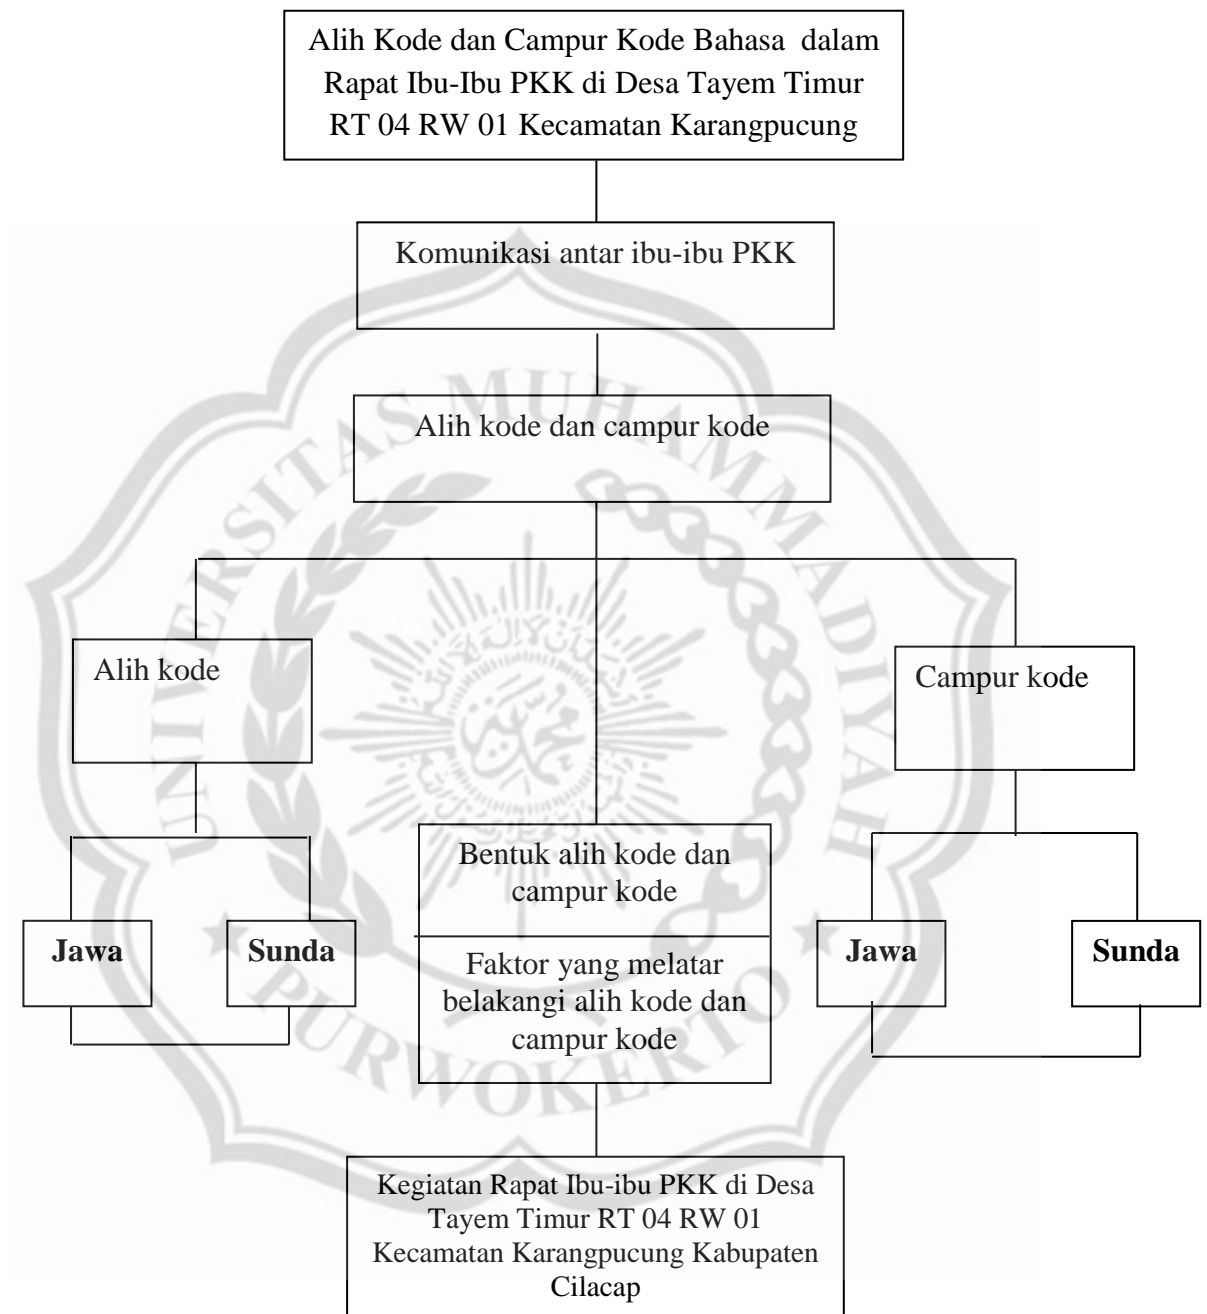 Alih Kode dan Campur Kode Bahasa  dalam
Rapat Ibu-Ibu PKK di Desa Tayem Timur
RT 04 RW 01 Kecamatan Karangpucung
Komunikasi antar ibu-ibu PKK
Alih kode dan campur kode
Alih kode
Campur kode
Bentuk alih kode dan
campur kode
Jawa
Sunda
Faktor yang melatar
belakangi alih kode dan
campur kode
Jawa
Sunda
Kegiatan Rapat Ibu-ibu PKK di Desa
Tayem Timur RT 04 RW 01
Kecamatan Karangpucung Kabupaten
Cilacap
UNIVERSITAS MUHAMMADIYAH
PURWOKERTO